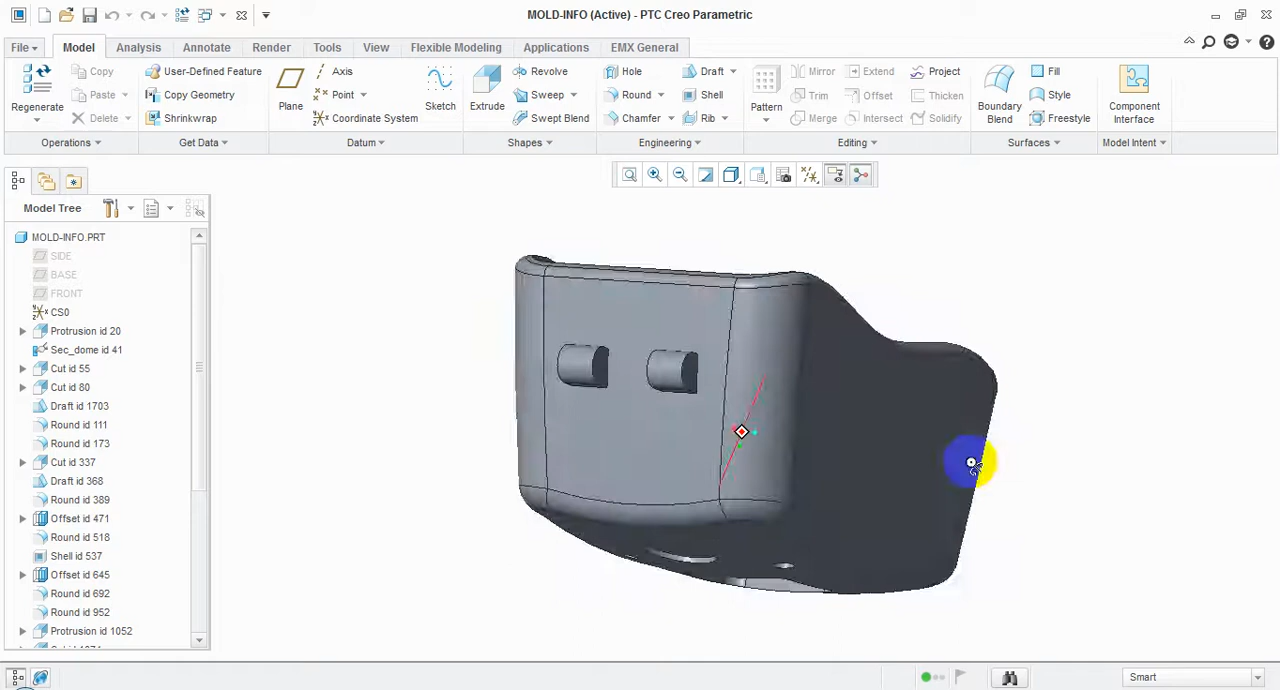 MOLD-INFO (Active) - PTC Creo Parametric
File Model Analysis Annotate Render Tools View Flexible Modeling Applications EMX General
Regenerate
Copy
Paste
Delete
Operations
User-Defined Feature
Copy Geometry
Shrinkwrap
Get Data
Plane
Axis
Point
Coordinate System
Sketch
Datum
Extrude
Revolve
Sweep
Swept Blend
Shapes
Hole
Round
Chamfer
Draft
Shell
Rib
Engineering
Pattern
Mirror
Trim
Merge
Extend
Offset
Intersect
Project
Thicken
Solidify
Editing
Boundary
Blend
Fill
Style
Freestyle
Surfaces
Component
Interface
Model Intent
Model Tree
MOLD-INFO.PRT
SIDE
BASE
FRONT
CS0
Protrusion id 20
Sec_dome id 41
Cut id 55
Cut id 80
Draft id 1703
Round id 111
Round id 173
Cut id 337
Draft id 368
Round id 389
Offset id 471
Round id 518
Shell id 537
Offset id 645
Round id 692
Round id 952
Protrusion id 1052
Smart